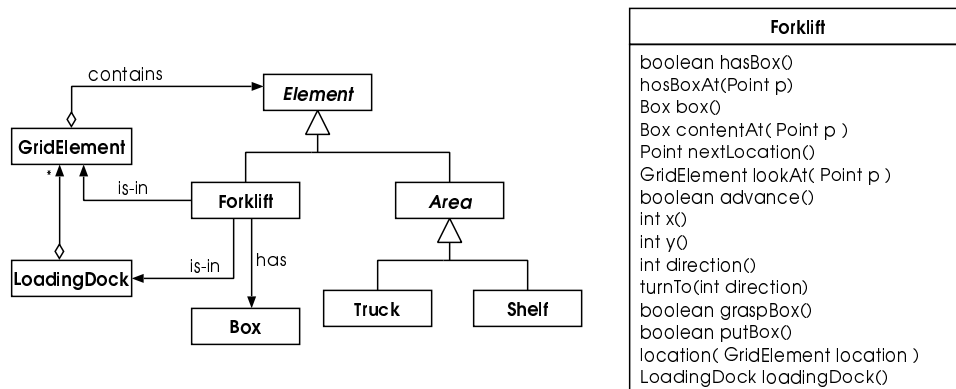 contains
Element
GridElement
*
is-in
Forklift
Area
LoadingDock
is-in
has
Box
Truck
Shelf
Forklift
boolean hasBox()
hosBoxAt(Point p)
Box box()
Box contentAt( Point p )
Point nextLocation()
GridElement lookAt( Point p )
boolean advance()
int x()
int y()
int direction()
turnTo(int direction)
boolean graspBox()
boolean putBox()
location( GridElement location )
LoadingDock loadingDock()